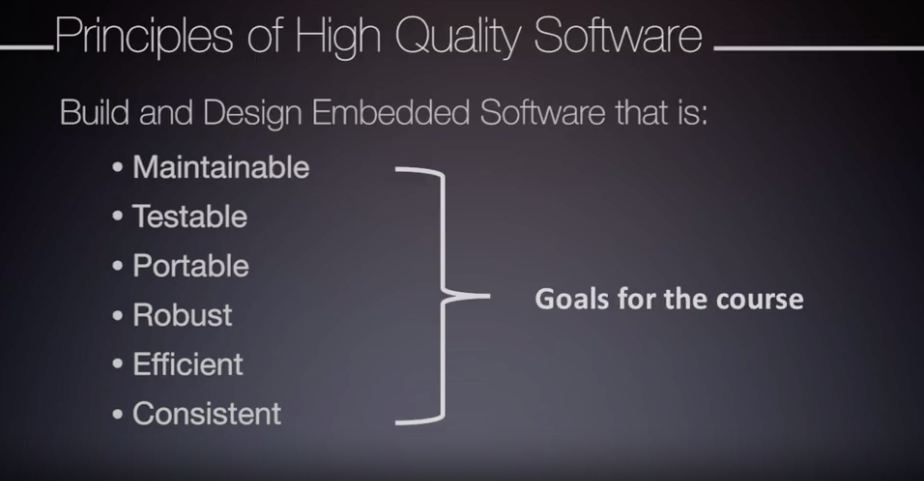 Principles of High Quality Software
Build and Design Embedded Software that is:
• Maintainable
• Testable
• Portable
• Robust
• Efficient
• Consistent
Goals for the course